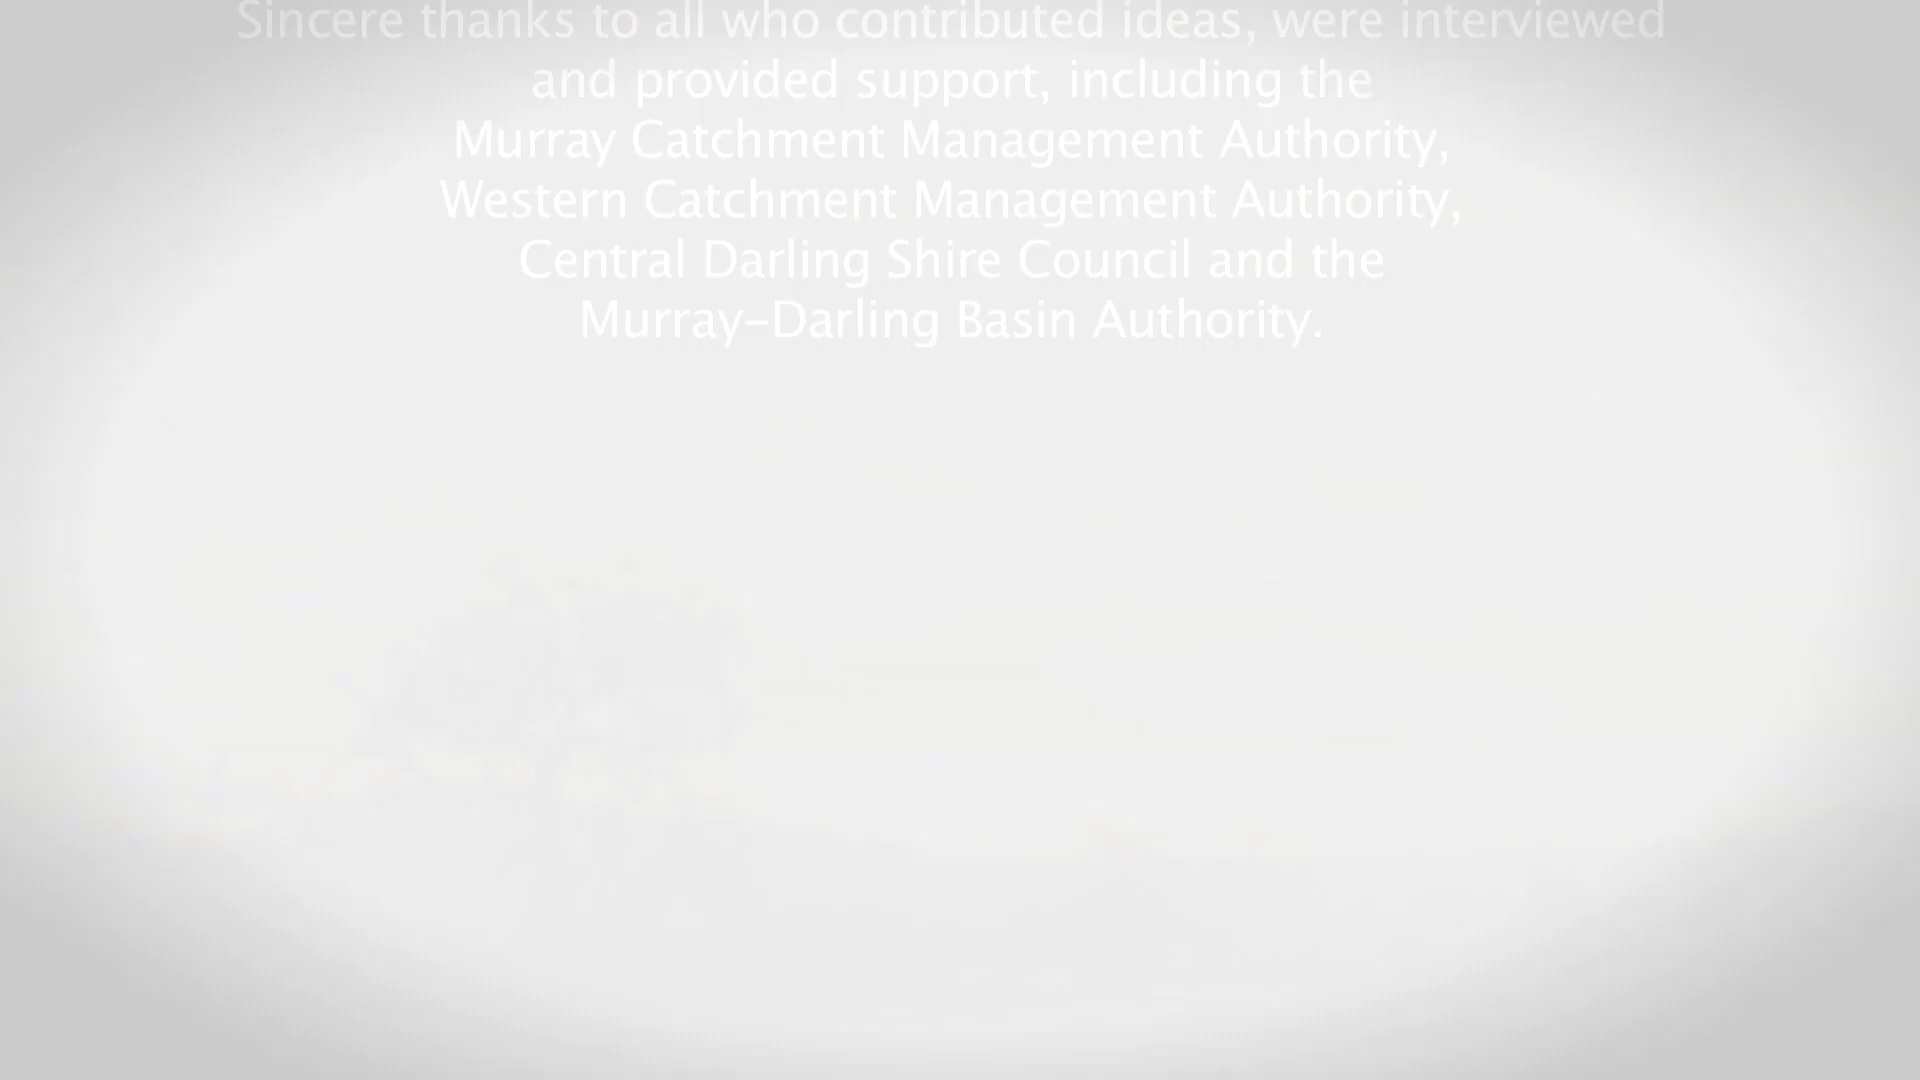 Sincere thanks to all who contributed ideas, were interviewed
and provided support, including the
Murray Catchment Management Authority,
Western Catchment Management Authority,
Central Darling Shire Council and the
Murray–Darling Basin Authority.